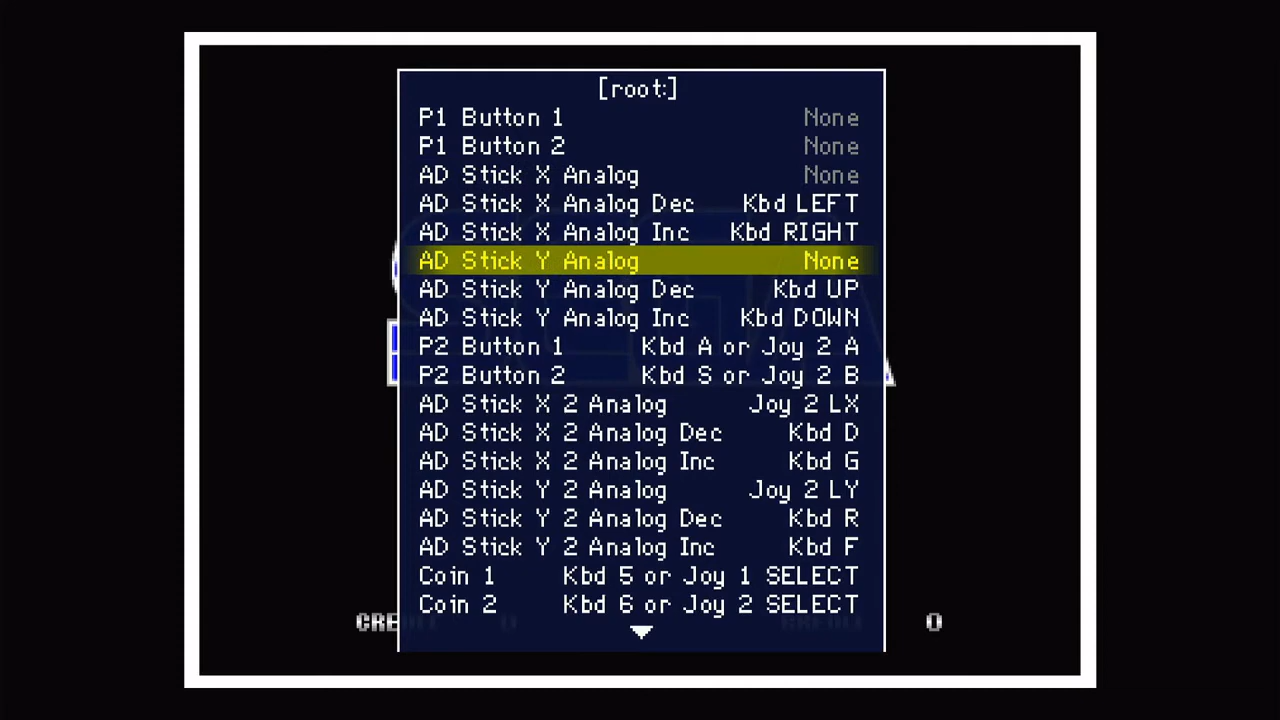 [root:]
P1 Button 1 None
P1 Button 2 None
AD Stick X Analog None
AD Stick X Analog Dec Kbd LEFT
AD Stick X Analog Inc Kbd RIGHT
AD Stick Y Analog None
AD Stick Y Analog Dec Kbd UP
AD Stick Y Analog Inc Kbd DOWN
P2 Button 1 Kbd A or Joy 2 A
P2 Button 2 Kbd S or Joy 2 B
AD Stick X 2 Analog Joy 2 LX
AD Stick X 2 Analog Dec Kbd D
AD Stick X 2 Analog Inc Kbd G
AD Stick Y 2 Analog Joy 2 LY
AD Stick Y 2 Analog Dec Kbd R
AD Stick Y 2 Analog Inc Kbd F
Coin 1 Kbd 5 or Joy 1 SELECT
Coin 2 Kbd 6 or Joy 2 SELECT
CREDIT 0 CREDIT 0